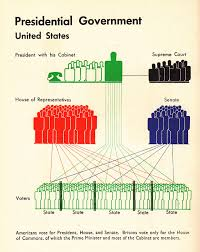 Presidential Government
United States
President with his Cabinet
Supreme Court
House of Representatives
Senate
Voters
State State State State State
Americans vote for President, House, and Senate. Britons vote only for the House
of Commons, of which the Prime Minister and most of the Cabinet are members.